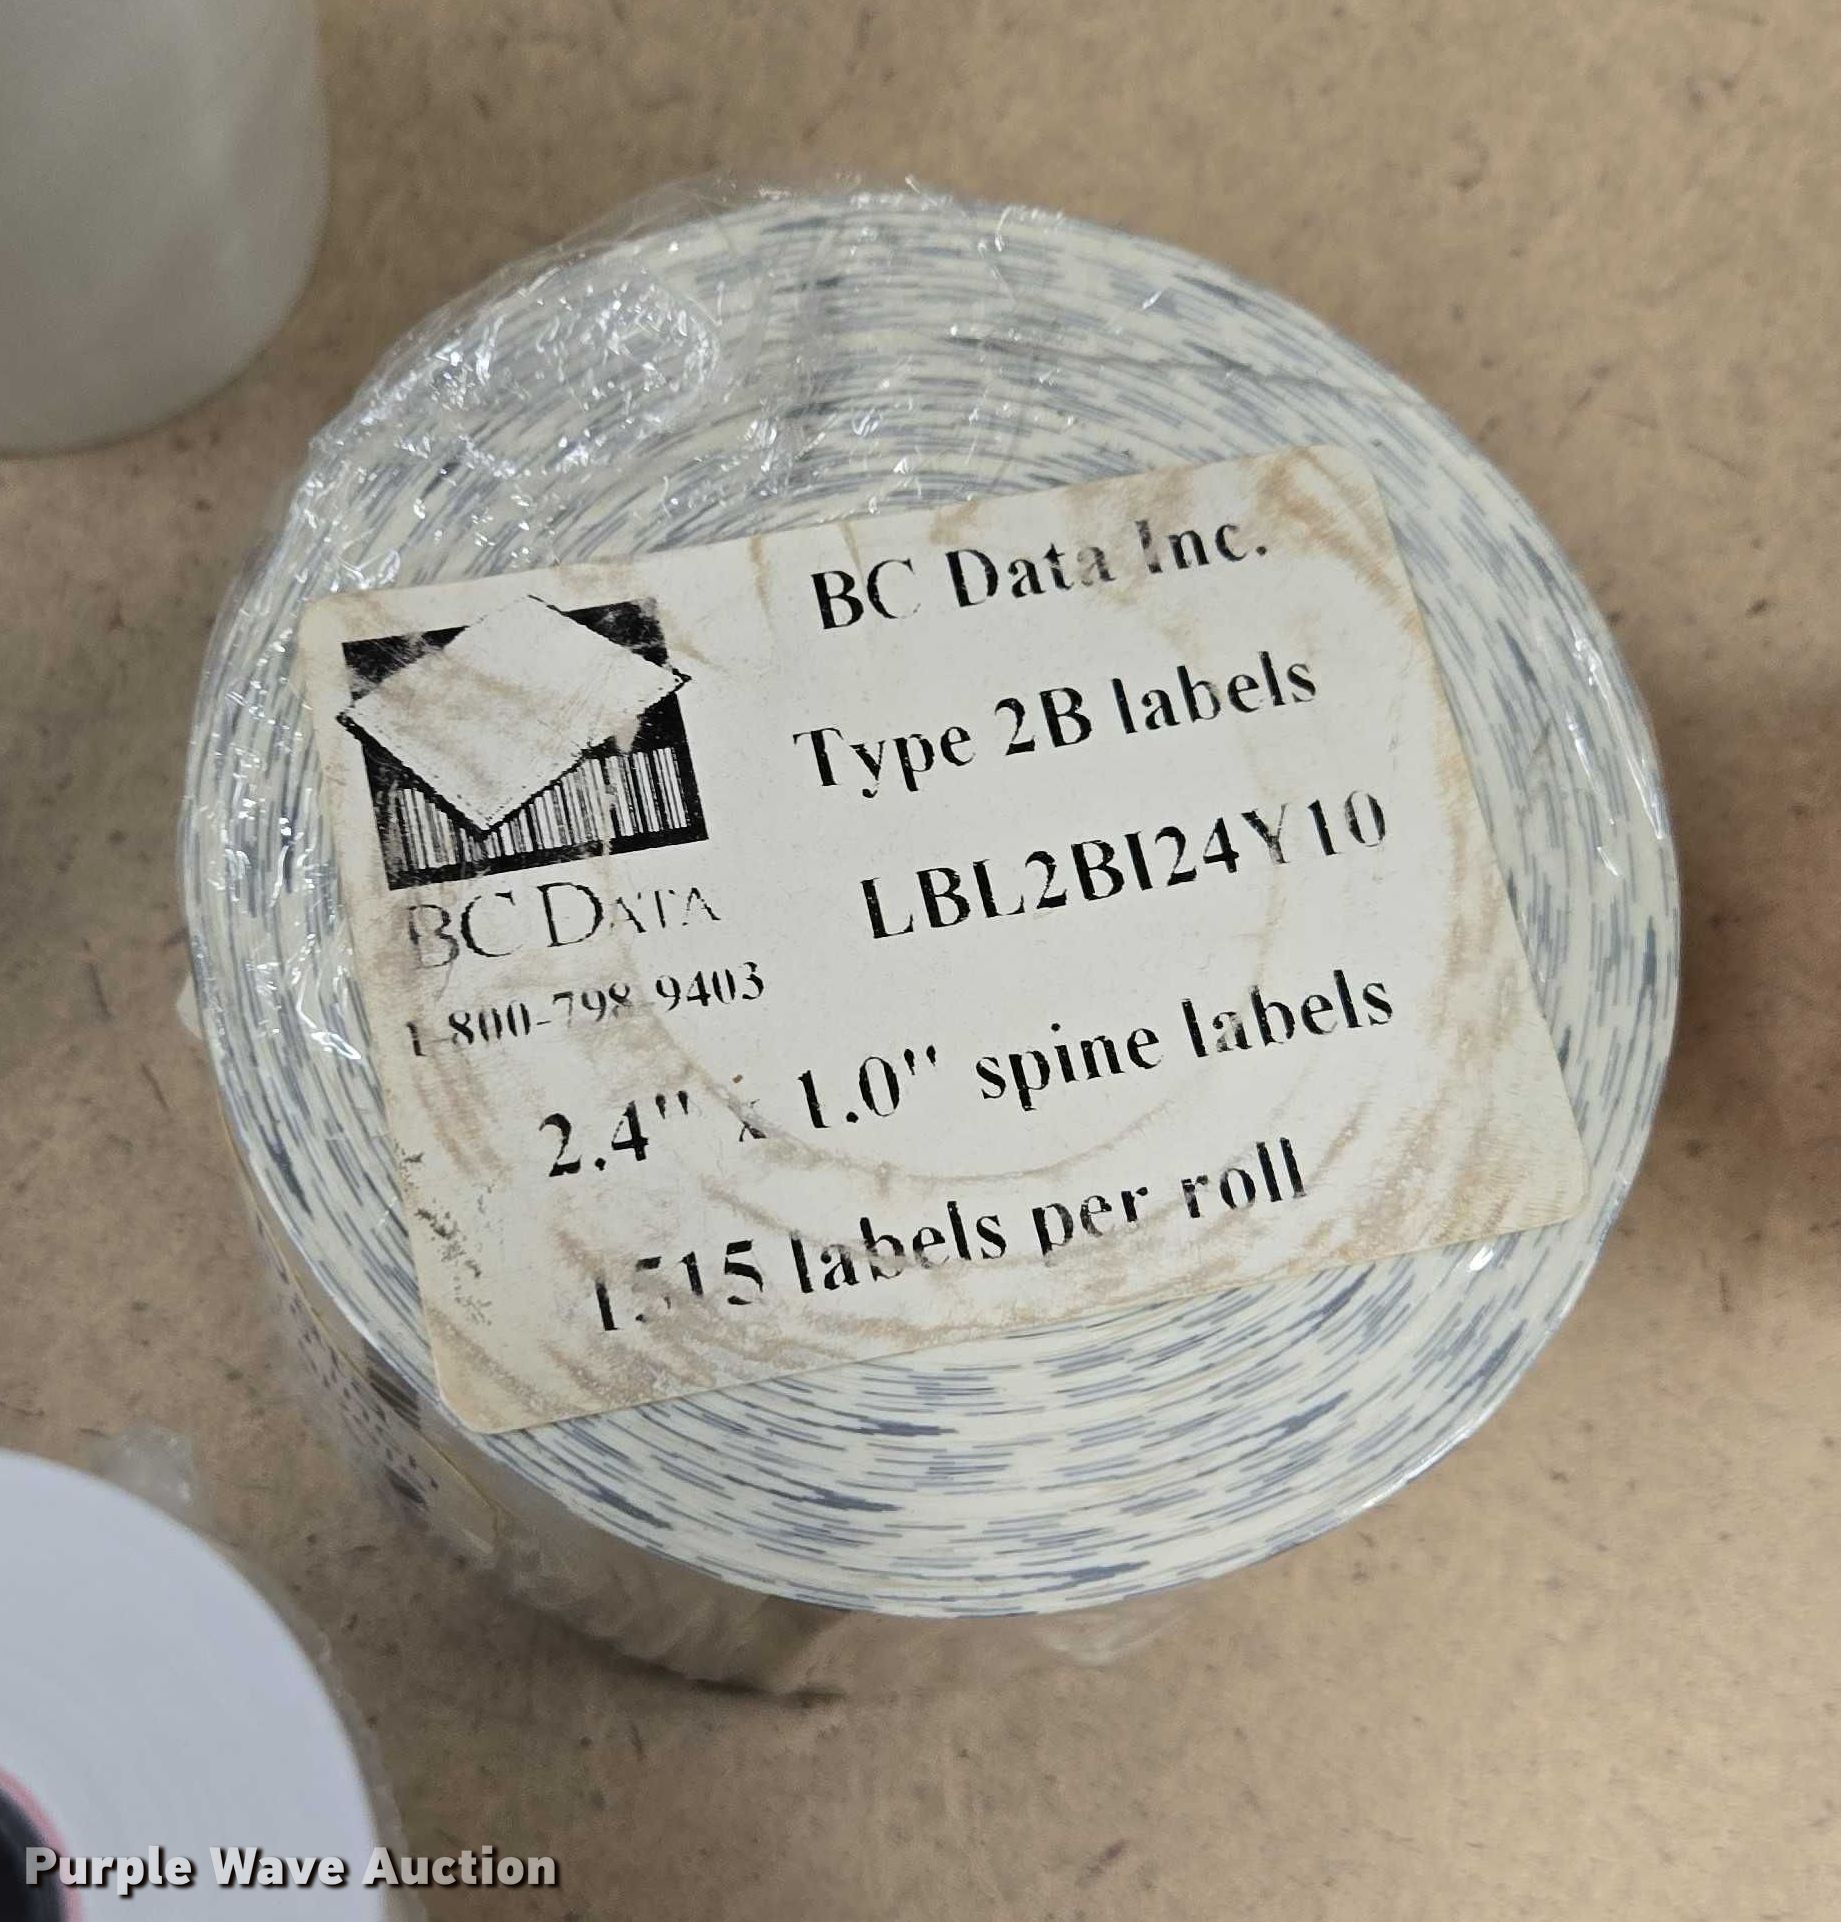 BC Data Inc.
Type 2B labels
LBL2BI24Y10
BC DATA
1-800-798-9403
2.4" x 1.0" spine labels
1515 labels per roll
Purple Wave Auction